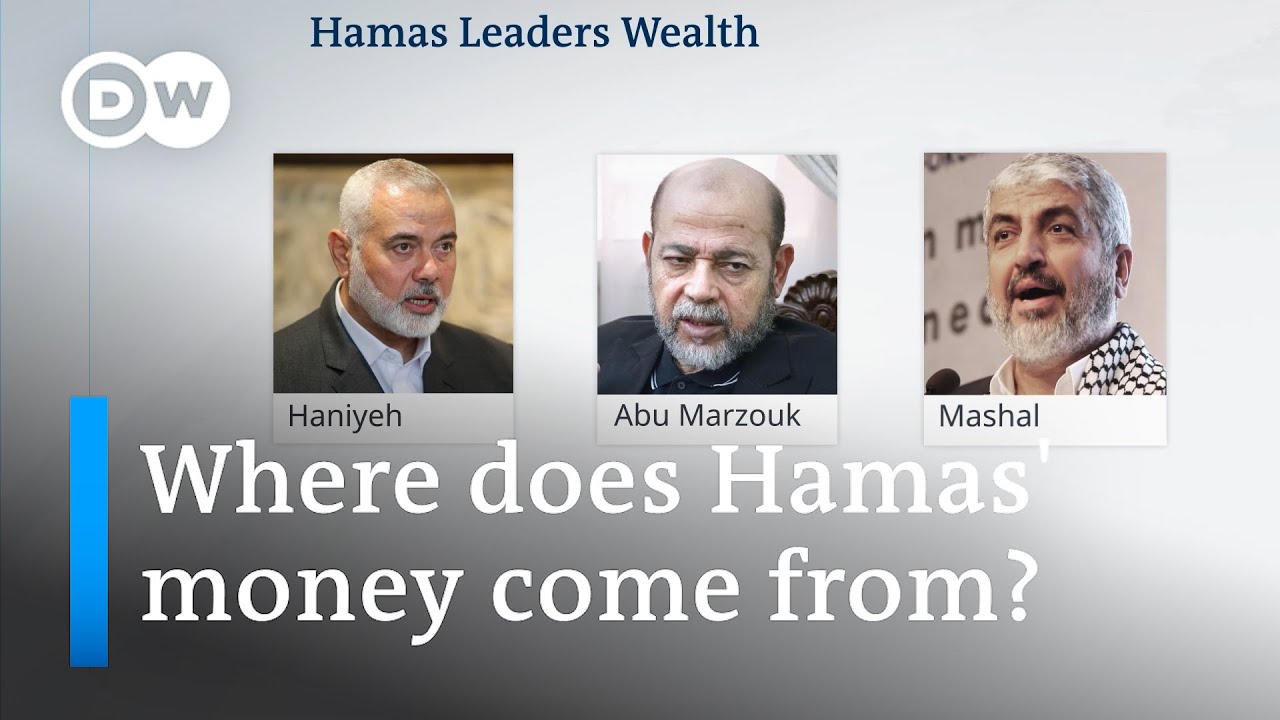 Hamas Leaders Wealth
DW
Haniyeh
Abu Marzouk
Mashal
Where does Hamas'
money come from?